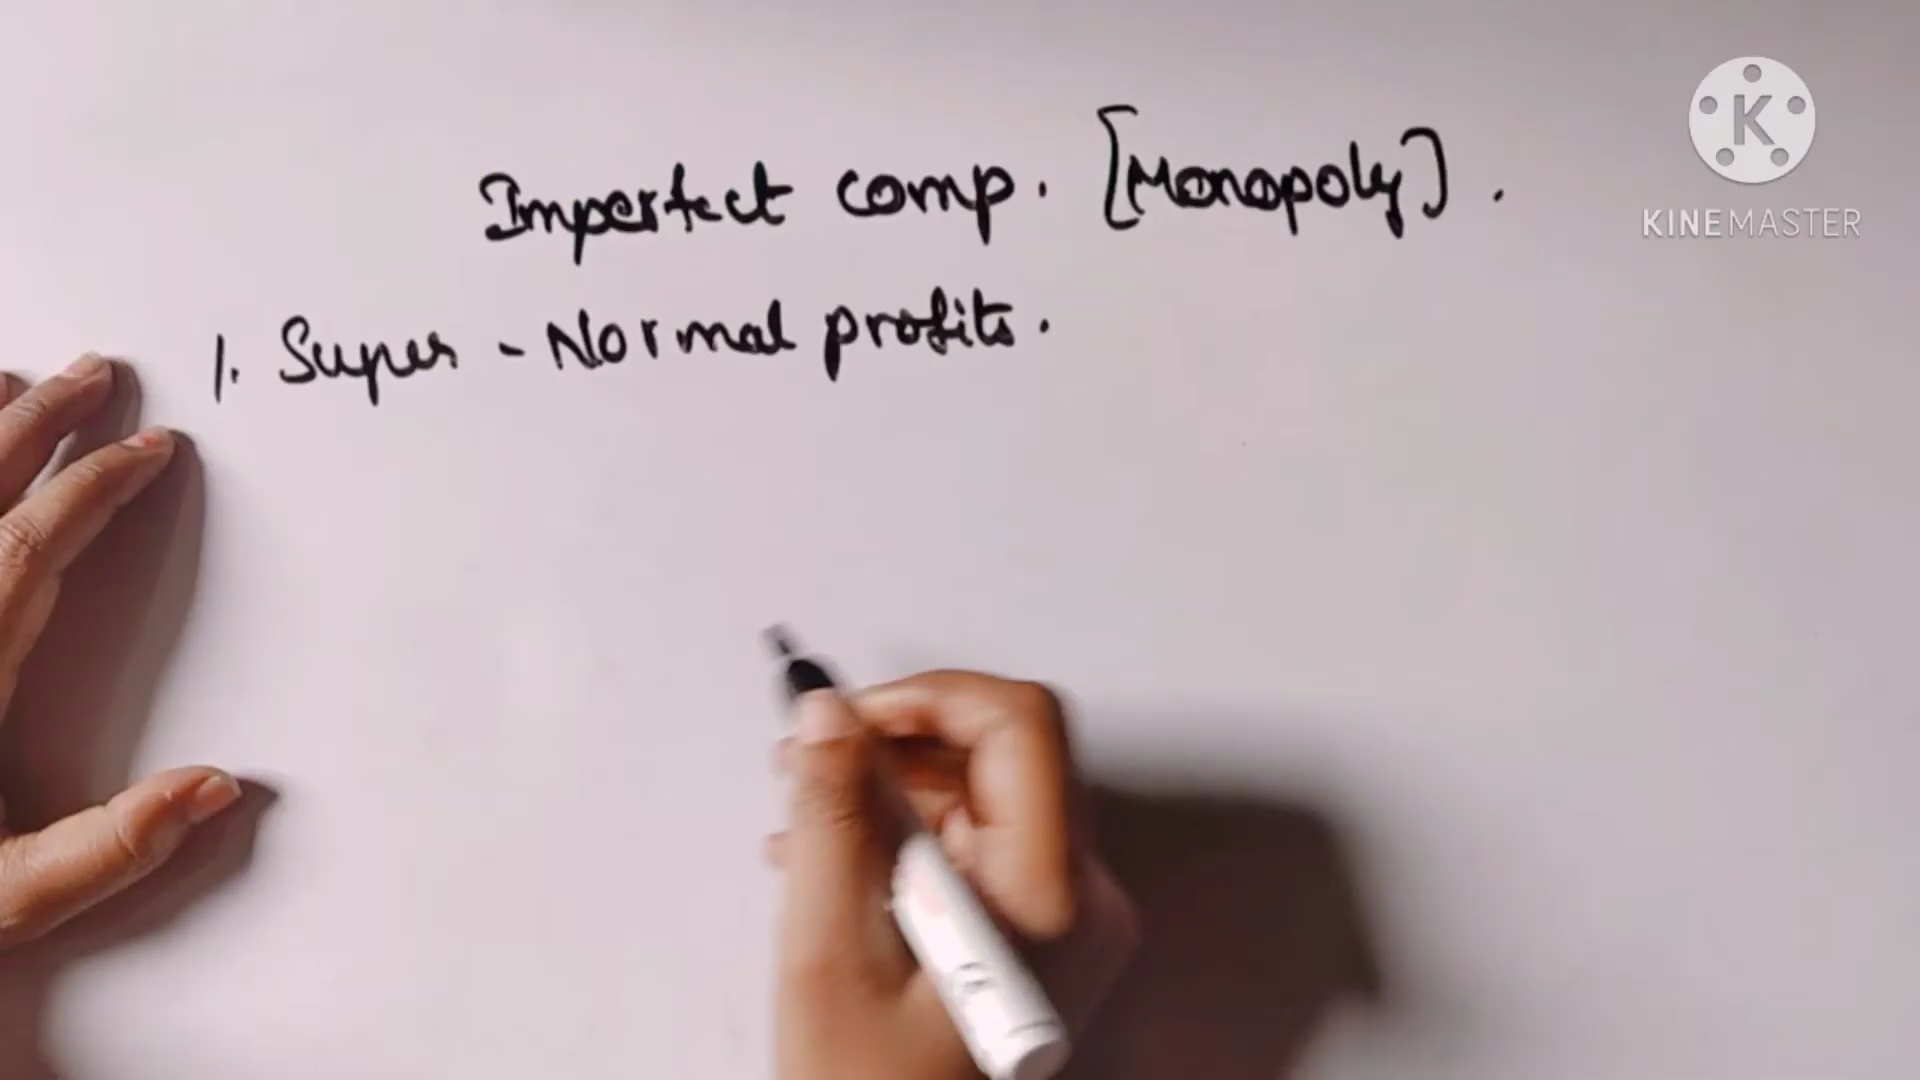 Imperfect comp. [Monopoly].
1. Super - Normal profits.
K
KINEMASTER